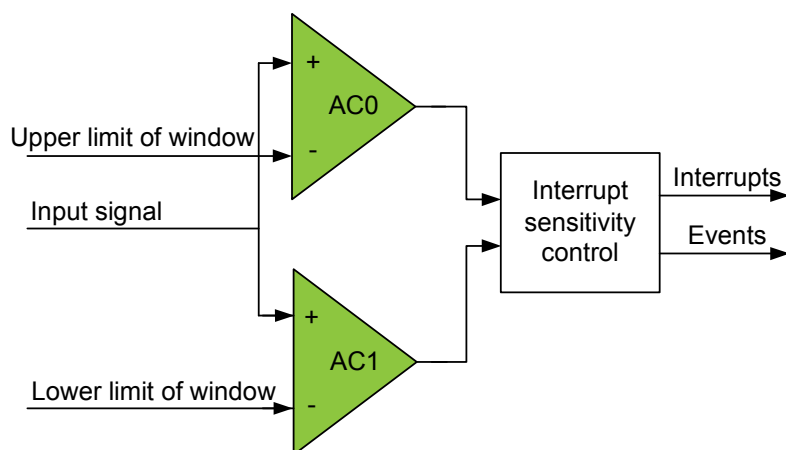 +
AC0
-
Upper limit of window
Input signal
+
AC1
-
Lower limit of window
Interrupt
sensitivity
control
Interrupts
Events